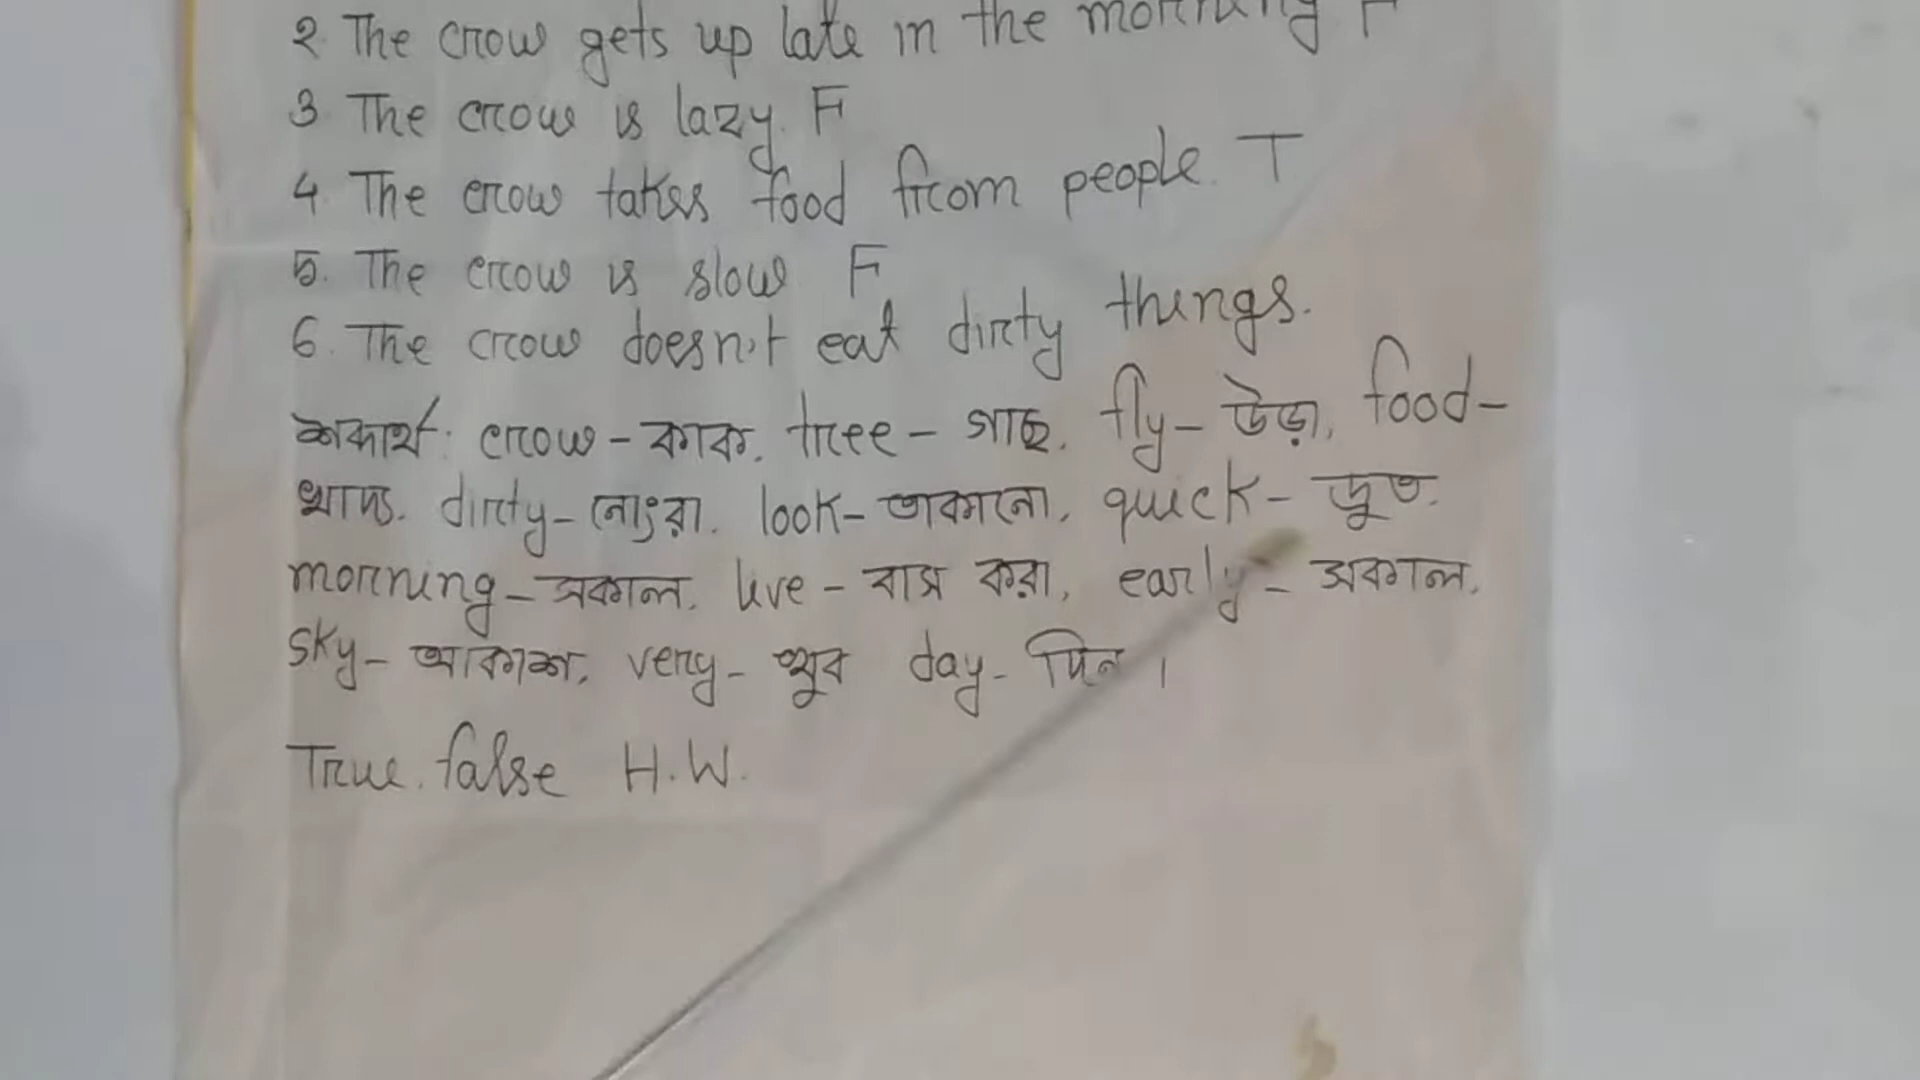 2. The crow gets up late in the morning F
3. The crow is lazy. F
4. The crow takes food from people. T
5. The crow is slow F
6. The crow doesn't eat dirty things.
শব্দার্থ: crow - কাক. tree - গাছ. fly - উড়া, food -
খাদ্য. dirty - নোংরা. look - তাকানো, quick - দ্রুত.
morning - সকাল, live - বাস করা, early - সকাল.
sky - আকাশ, very - খুব day - দিন।
True. false H.W.